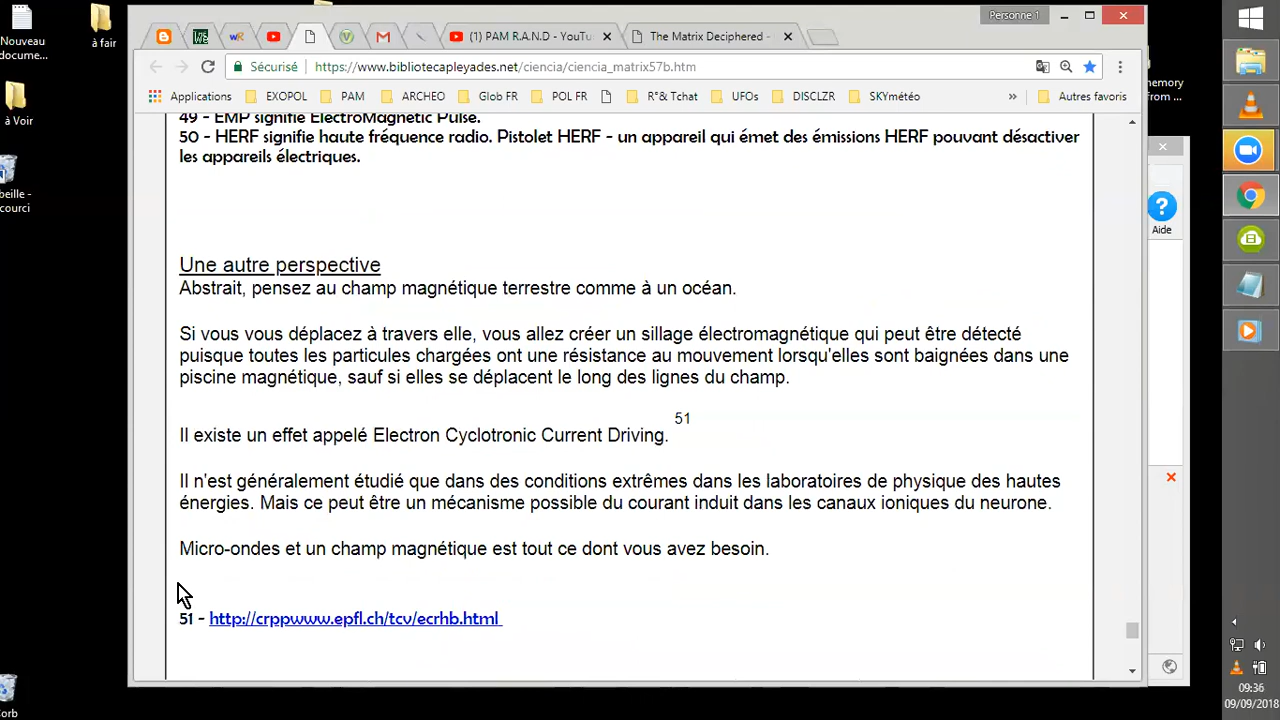 Nouveau
docume...
à fair
à Voir
beille -
courci
Corb
Personne 1
(1) PAM R.A.N.D - YouTu
The Matrix Deciphered -
Sécurisé
https://www.bibliotecapleyades.net/ciencia/ciencia_matrix57b.htm
Applications
EXOPOL
PAM
ARCHEO
Glob FR
POL FR
R°& Tchat
UFOs
DISCLZR
SKYmétéo
»
Autres favoris
49 - EMP signifie ElectroMagnetic Pulse.
50 - HERF signifie haute fréquence radio. Pistolet HERF - un appareil qui émet des émissions HERF pouvant désactiver
les appareils électriques.
Une autre perspective
Abstrait, pensez au champ magnétique terrestre comme à un océan.
Si vous vous déplacez à travers elle, vous allez créer un sillage électromagnétique qui peut être détecté
puisque toutes les particules chargées ont une résistance au mouvement lorsqu'elles sont baignées dans une
piscine magnétique, sauf si elles se déplacent le long des lignes du champ.
51
Il existe un effet appelé Electron Cyclotronic Current Driving.
Il n'est généralement étudié que dans des conditions extrêmes dans les laboratoires de physique des hautes
énergies. Mais ce peut être un mécanisme possible du courant induit dans les canaux ioniques du neurone.
Micro-ondes et un champ magnétique est tout ce dont vous avez besoin.
51 - http://crppwww.epfl.ch/tcv/ecrhb.html
memory
from ...
Aide
09:36
09/09/2018